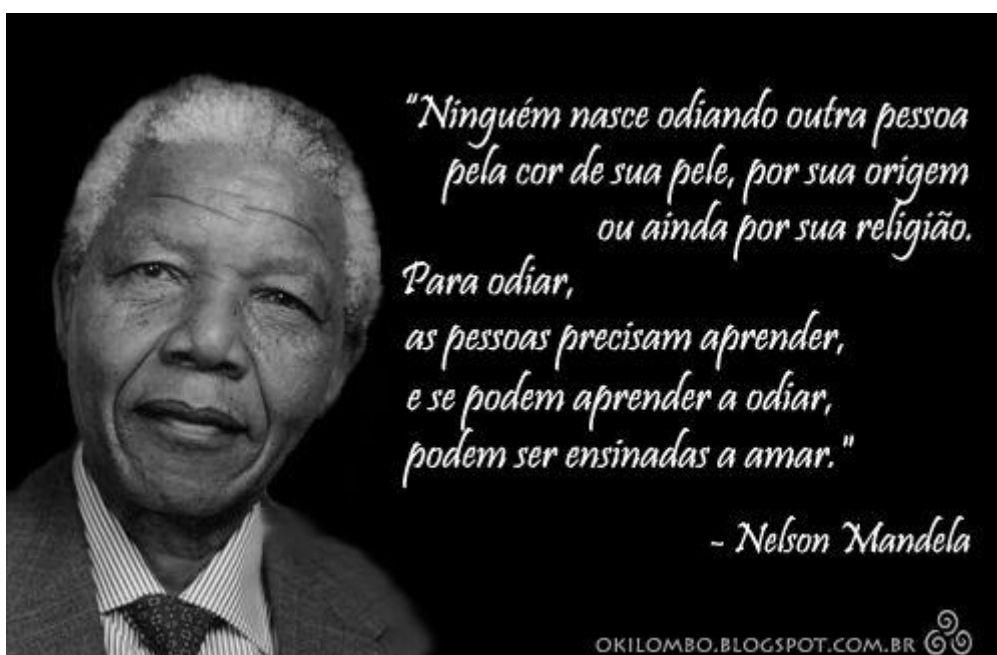 “Ninguém nasce odiando outra pessoa
pela cor de sua pele, por sua origem
ou ainda por sua religião.
Para odiar,
as pessoas precisam aprender,
e se podem aprender a odiar,
podem ser ensinadas a amar."
- Nelson Mandela
OKILOMBO.BLOGSPOT.COM.BR